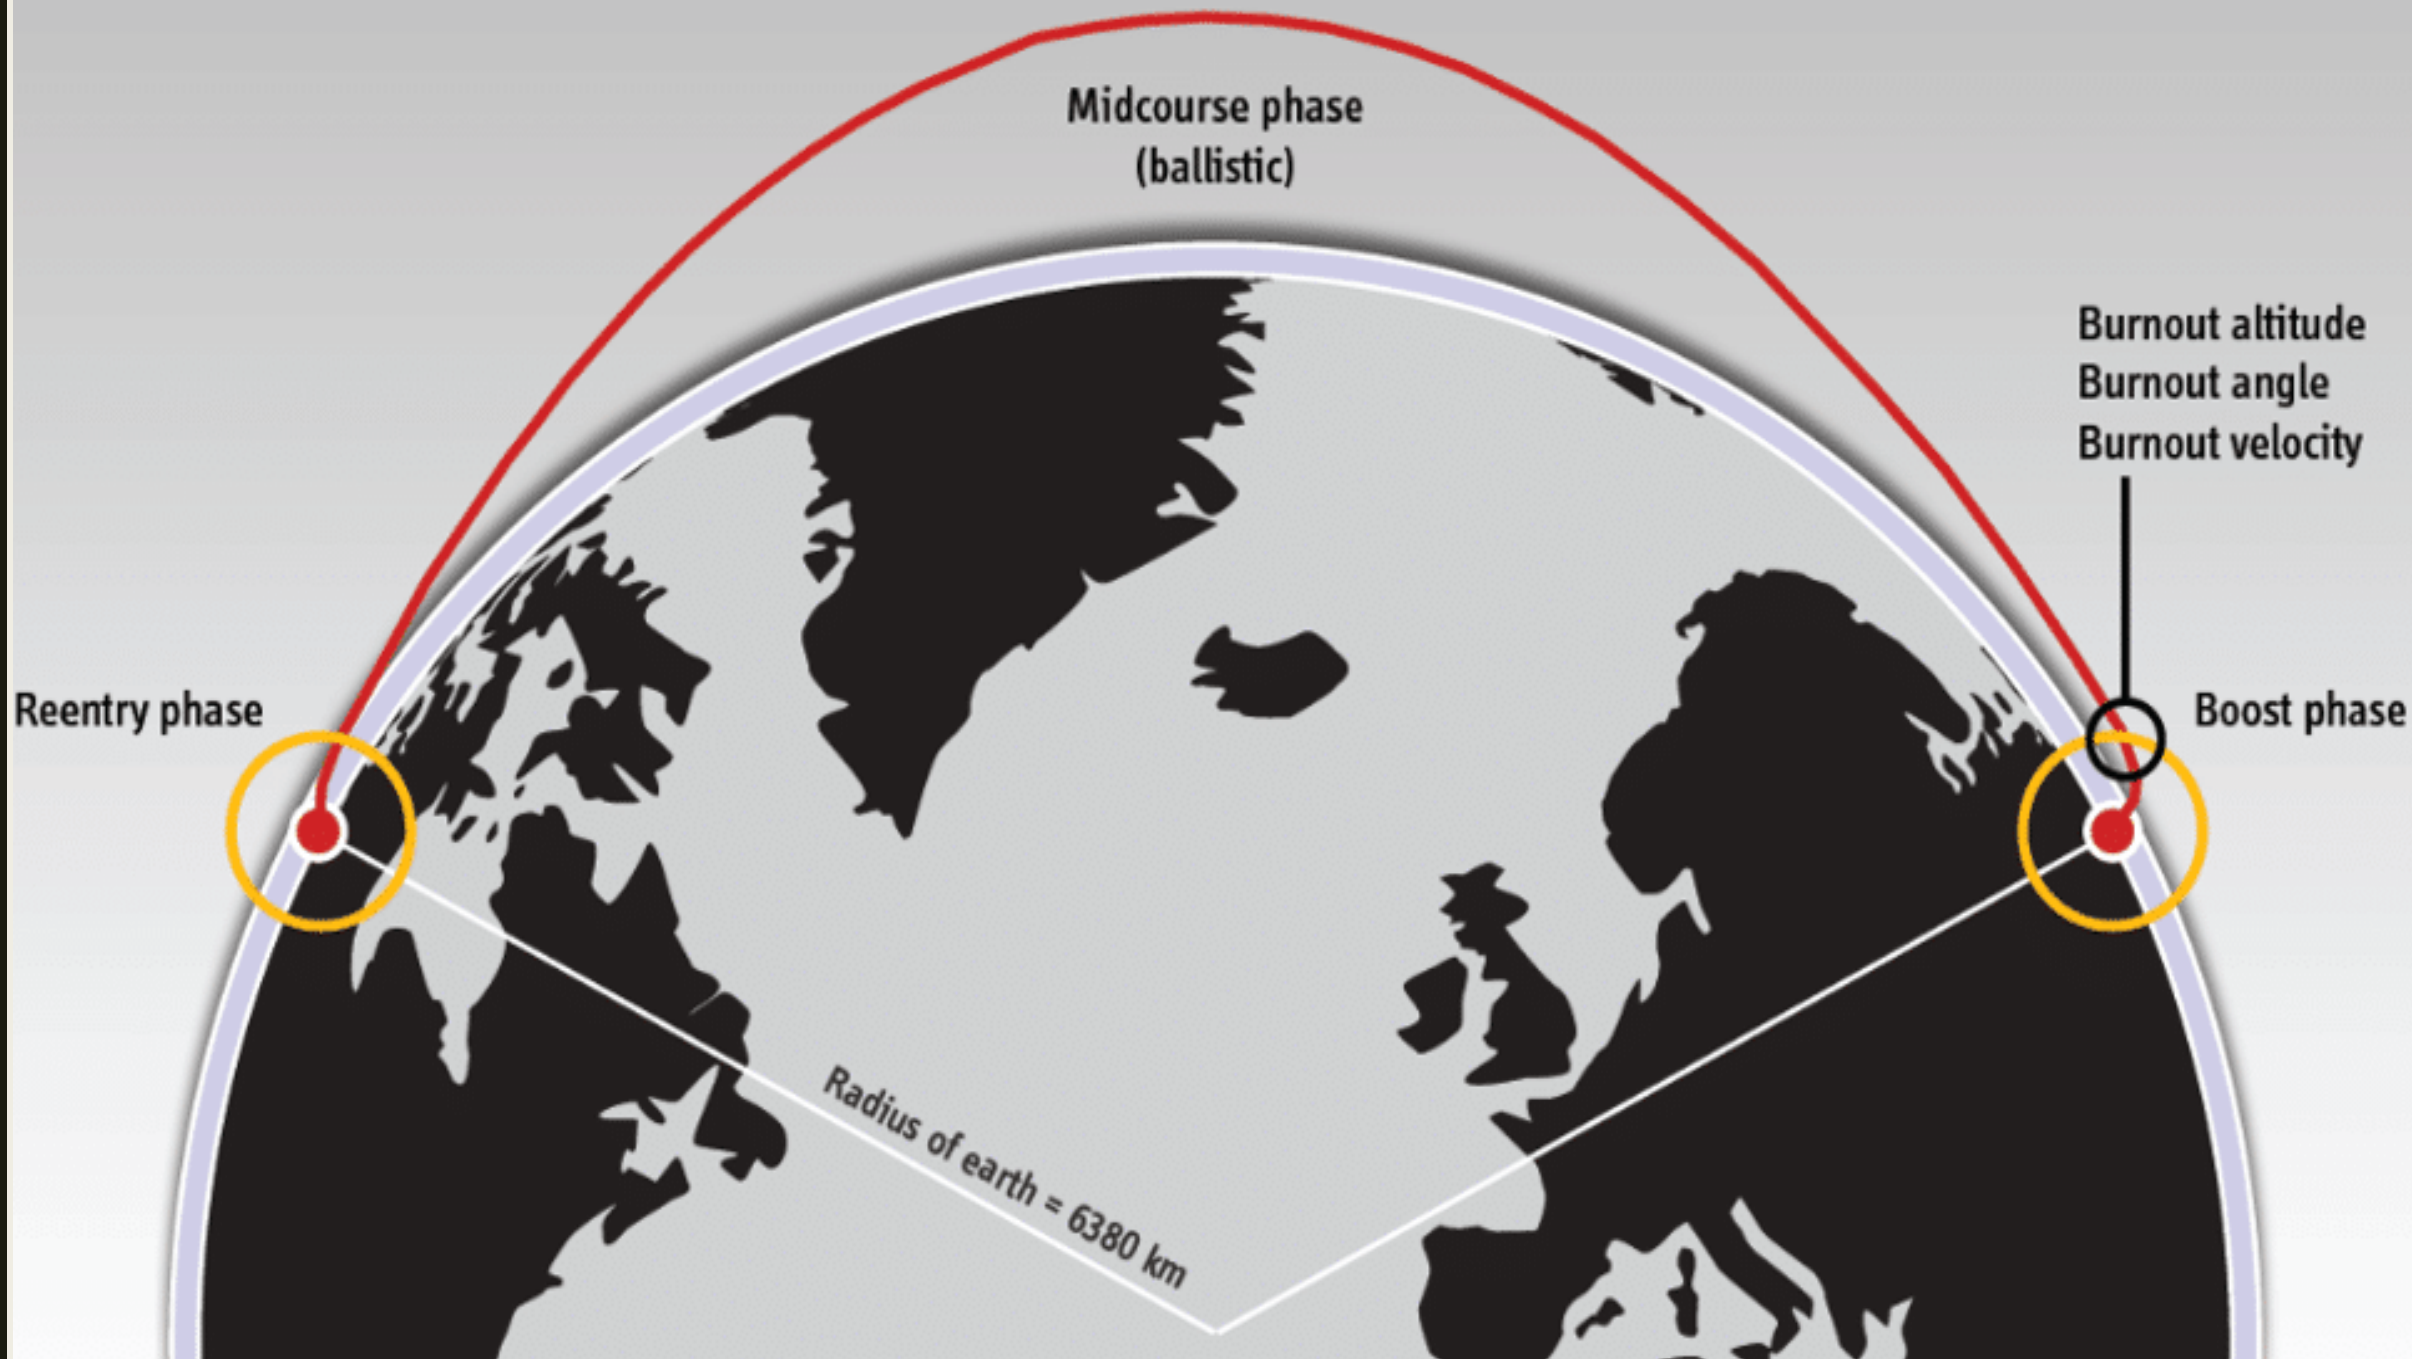 Midcourse phase
(ballistic)
Burnout altitude
Burnout angle
Burnout velocity
Reentry phase
Boost phase
Radius of earth = 6380 km